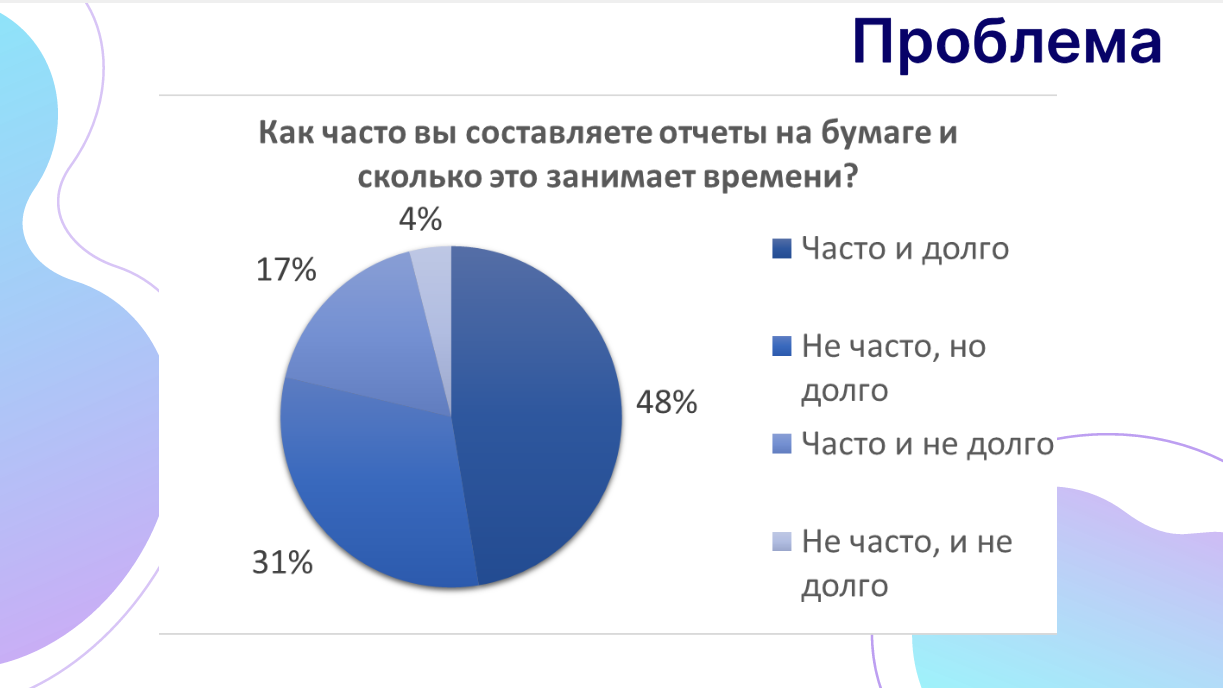 Проблема
Как часто вы составляете отчеты на бумаге и
сколько это занимает времени?
4%
17%
48%
31%
Часто и долго
Не часто, но
долго
Часто и не долго
Не часто, и не
долго